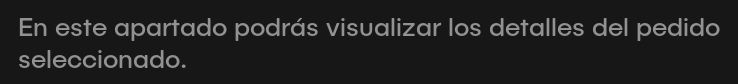 En este apartado podrás visualizar los detalles del pedido
seleccionado.